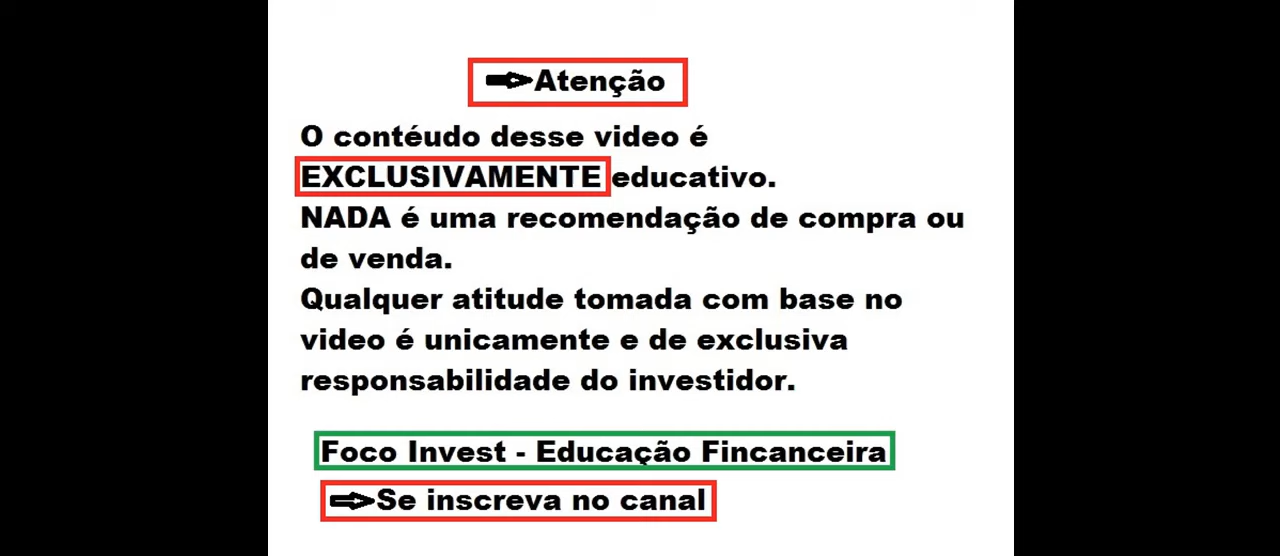 Atenção
O contéudo desse video é
EXCLUSIVAMENTE educativo.
NADA é uma recomendação de compra ou
de venda.
Qualquer atitude tomada com base no
video é unicamente e de exclusiva
responsabilidade do investidor.
Foco Invest - Educação Fincanceira
Se inscreva no canal